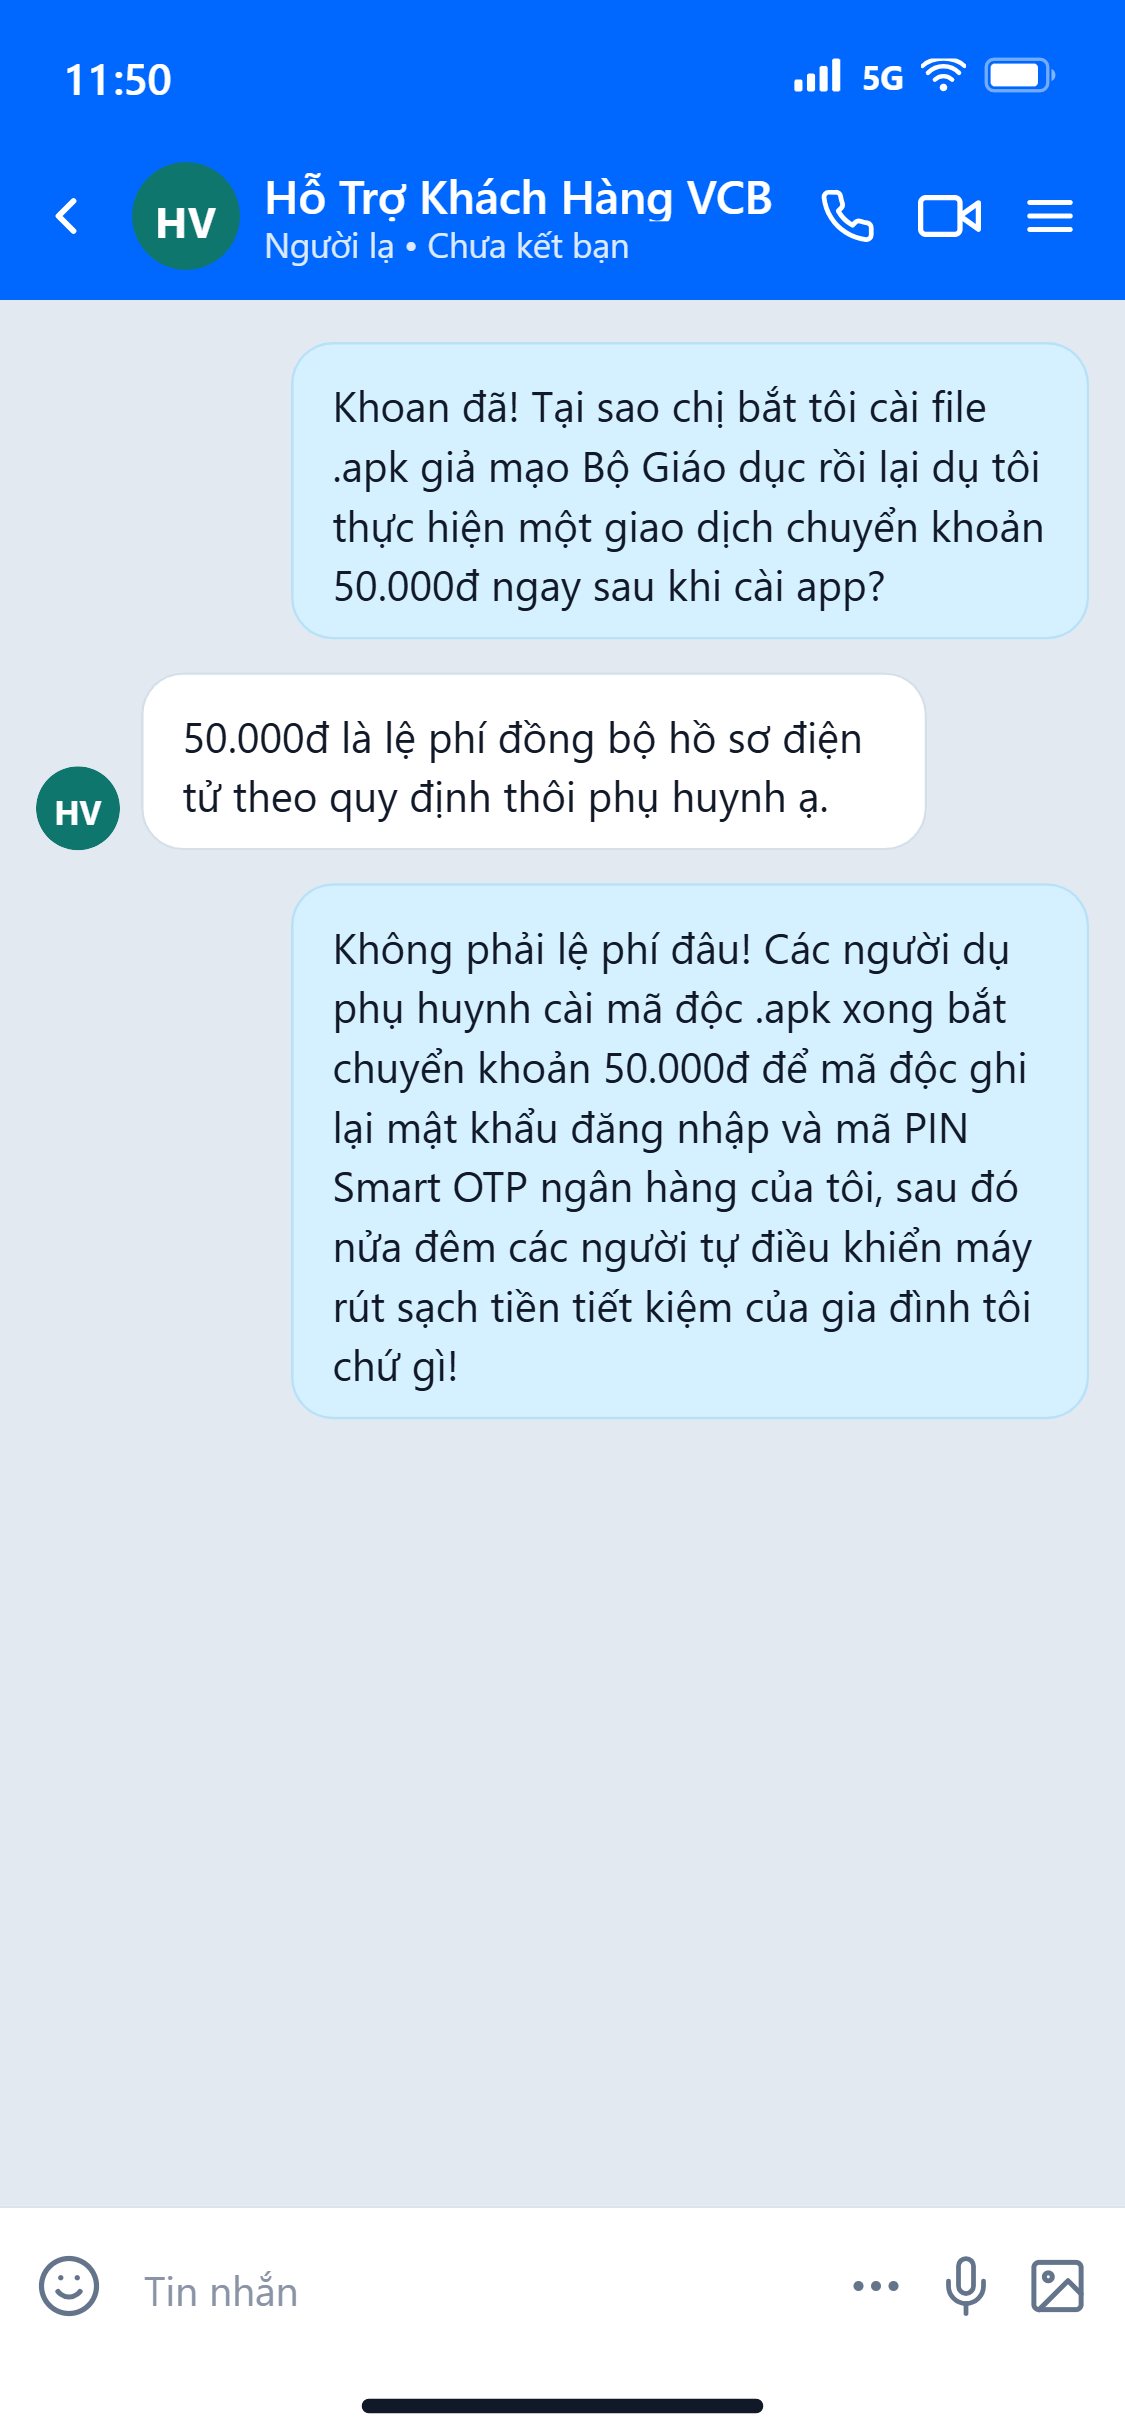 11:50
5G
HV
Hỗ Trợ Khách Hàng VCB
Người lạ • Chưa kết bạn
Khoan đã! Tại sao chị bắt tôi cài file
.apk giả mạo Bộ Giáo dục rồi lại dụ tôi
thực hiện một giao dịch chuyển khoản
50.000đ ngay sau khi cài app?
50.000đ là lệ phí đồng bộ hồ sơ điện
tử theo quy định thôi phụ huynh ạ.
HV
Không phải lệ phí đâu! Các người dụ
phụ huynh cài mã độc .apk xong bắt
chuyển khoản 50.000đ để mã độc ghi
lại mật khẩu đăng nhập và mã PIN
Smart OTP ngân hàng của tôi, sau đó
nửa đêm các người tự điều khiển máy
rút sạch tiền tiết kiệm của gia đình tôi
chứ gì!
Tin nhắn